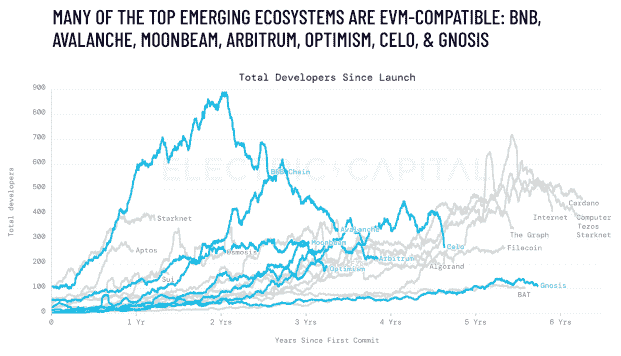 MANY OF THE TOP EMERGING ECOSYSTEMS ARE EVM-COMPATIBLE: BNB,
AVALANCHE, MOONBEAM, ARBITRUM, OPTIMISM, CELO, & GNOSIS
Total Developers Since Launch
900
800
700
600
500
400
300
200
100
0
Total developers
ELECTRIC CAPITAL
BNB Chain
Starknet
Aptos
Sui
Osmosis
Moonbeam
Optimism
Avalanche
Arbitrum
Celo
Algorand
Filecoin
The Graph
Internet Computer
Cardano
Tezos
Starknet
Gnosis
BAT
0
1 Yr
2 Yrs
3 Yrs
4 Yrs
5 Yrs
6 Yrs
Years Since First Commit